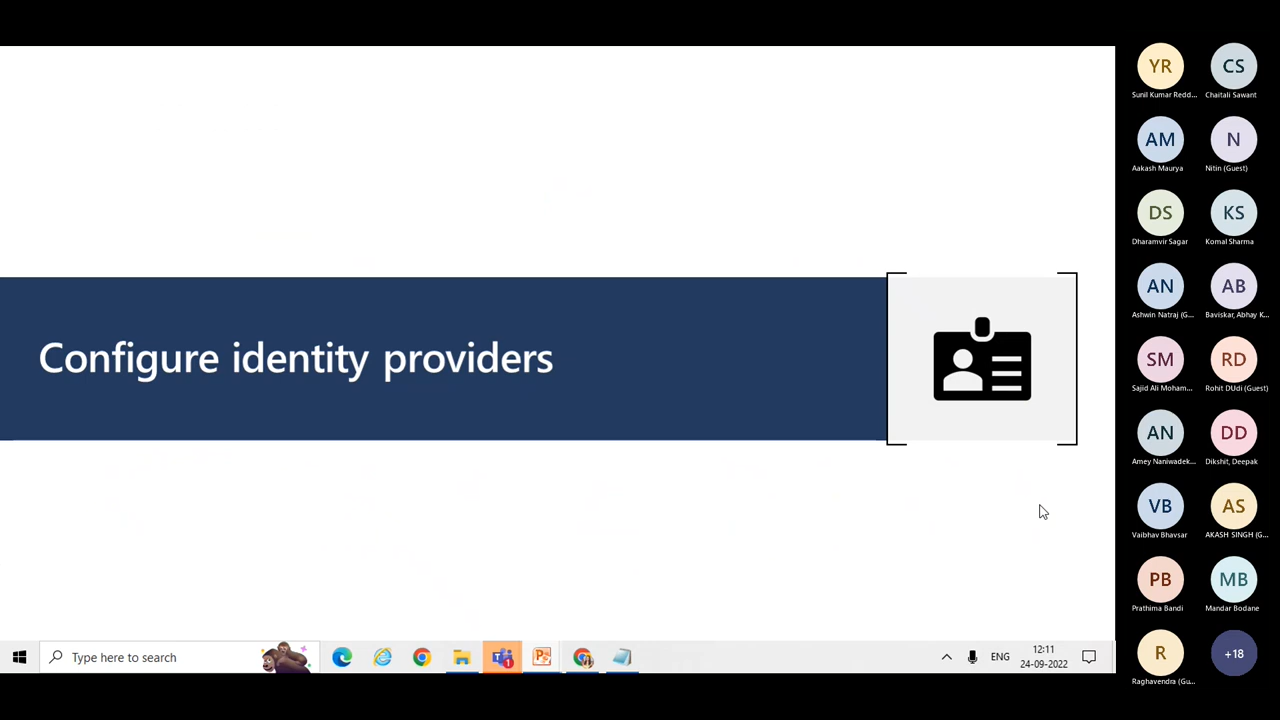 Configure identity providers
YR
Sunil Kumar Redd...
CS
Chaitali Sawant
AM
Aakash Maurya
N
Nitin (Guest)
DS
Dharamvir Sagar
KS
Komal Sharma
AN
Ashwin Natraj (G...
AB
Baviskar, Abhay K...
SM
Sajid Ali Moham...
RD
Rohit DUdi (Guest)
AN
Amey Naniwadek...
DD
Dikshit, Deepak
VB
Vaibhav Bhavsar
AS
AKASH SINGH (G...
PB
Prathima Bandi
MB
Mandar Bodane
R
Raghavendra (Gu...
+18
Type here to search
ENG
12:11
24-09-2022